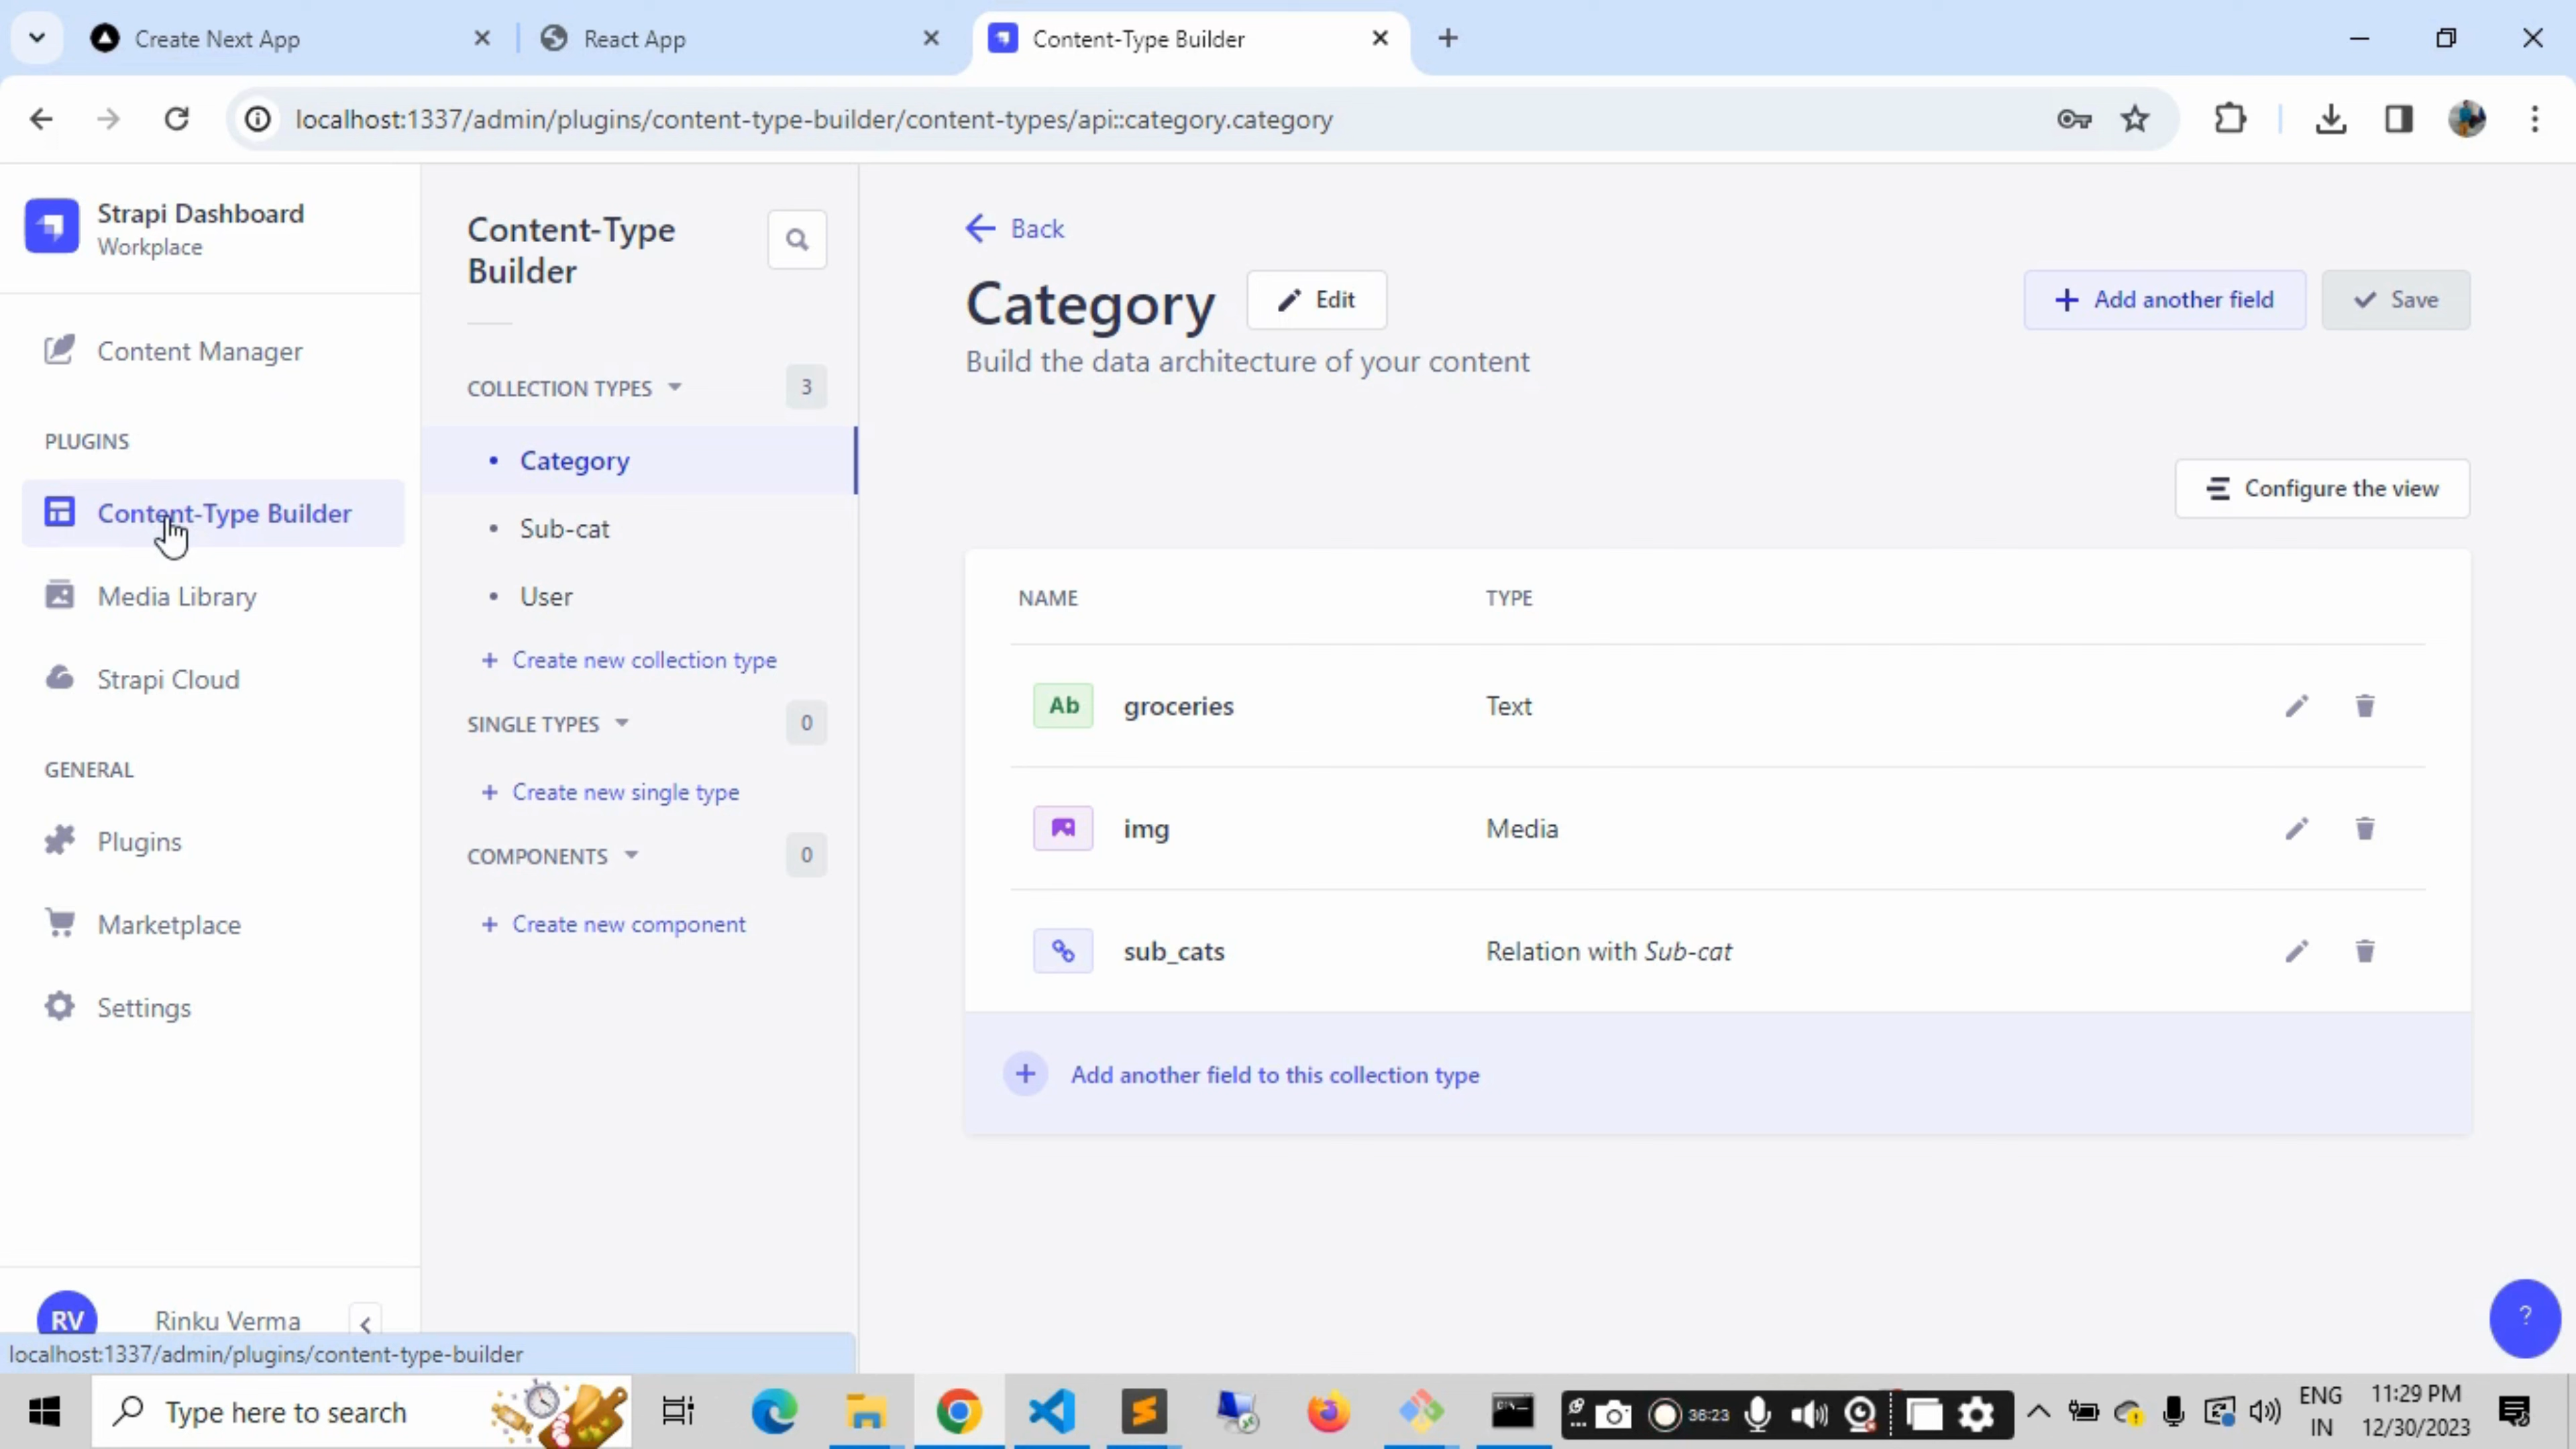 Create Next App
React App
Content-Type Builder
localhost:1337/admin/plugins/content-type-builder/content-types/api::category.category
Strapi Dashboard
Workplace
Content Manager
PLUGINS
Content-Type Builder
Media Library
Strapi Cloud
GENERAL
Plugins
Marketplace
Settings
RV
Rinku Verma
localhost:1337/admin/plugins/content-type-builder
Content-Type
Builder
COLLECTION TYPES 3
Category
Sub-cat
User
+ Create new collection type
SINGLE TYPES 0
+ Create new single type
COMPONENTS 0
+ Create new component
Back
Category
Edit
+ Add another field
Save
Build the data architecture of your content
Configure the view
NAME TYPE
Ab groceries Text
img Media
sub_cats Relation with Sub-cat
+ Add another field to this collection type
?
Type here to search
36:23
ENG
IN
11:29 PM
12/30/2023